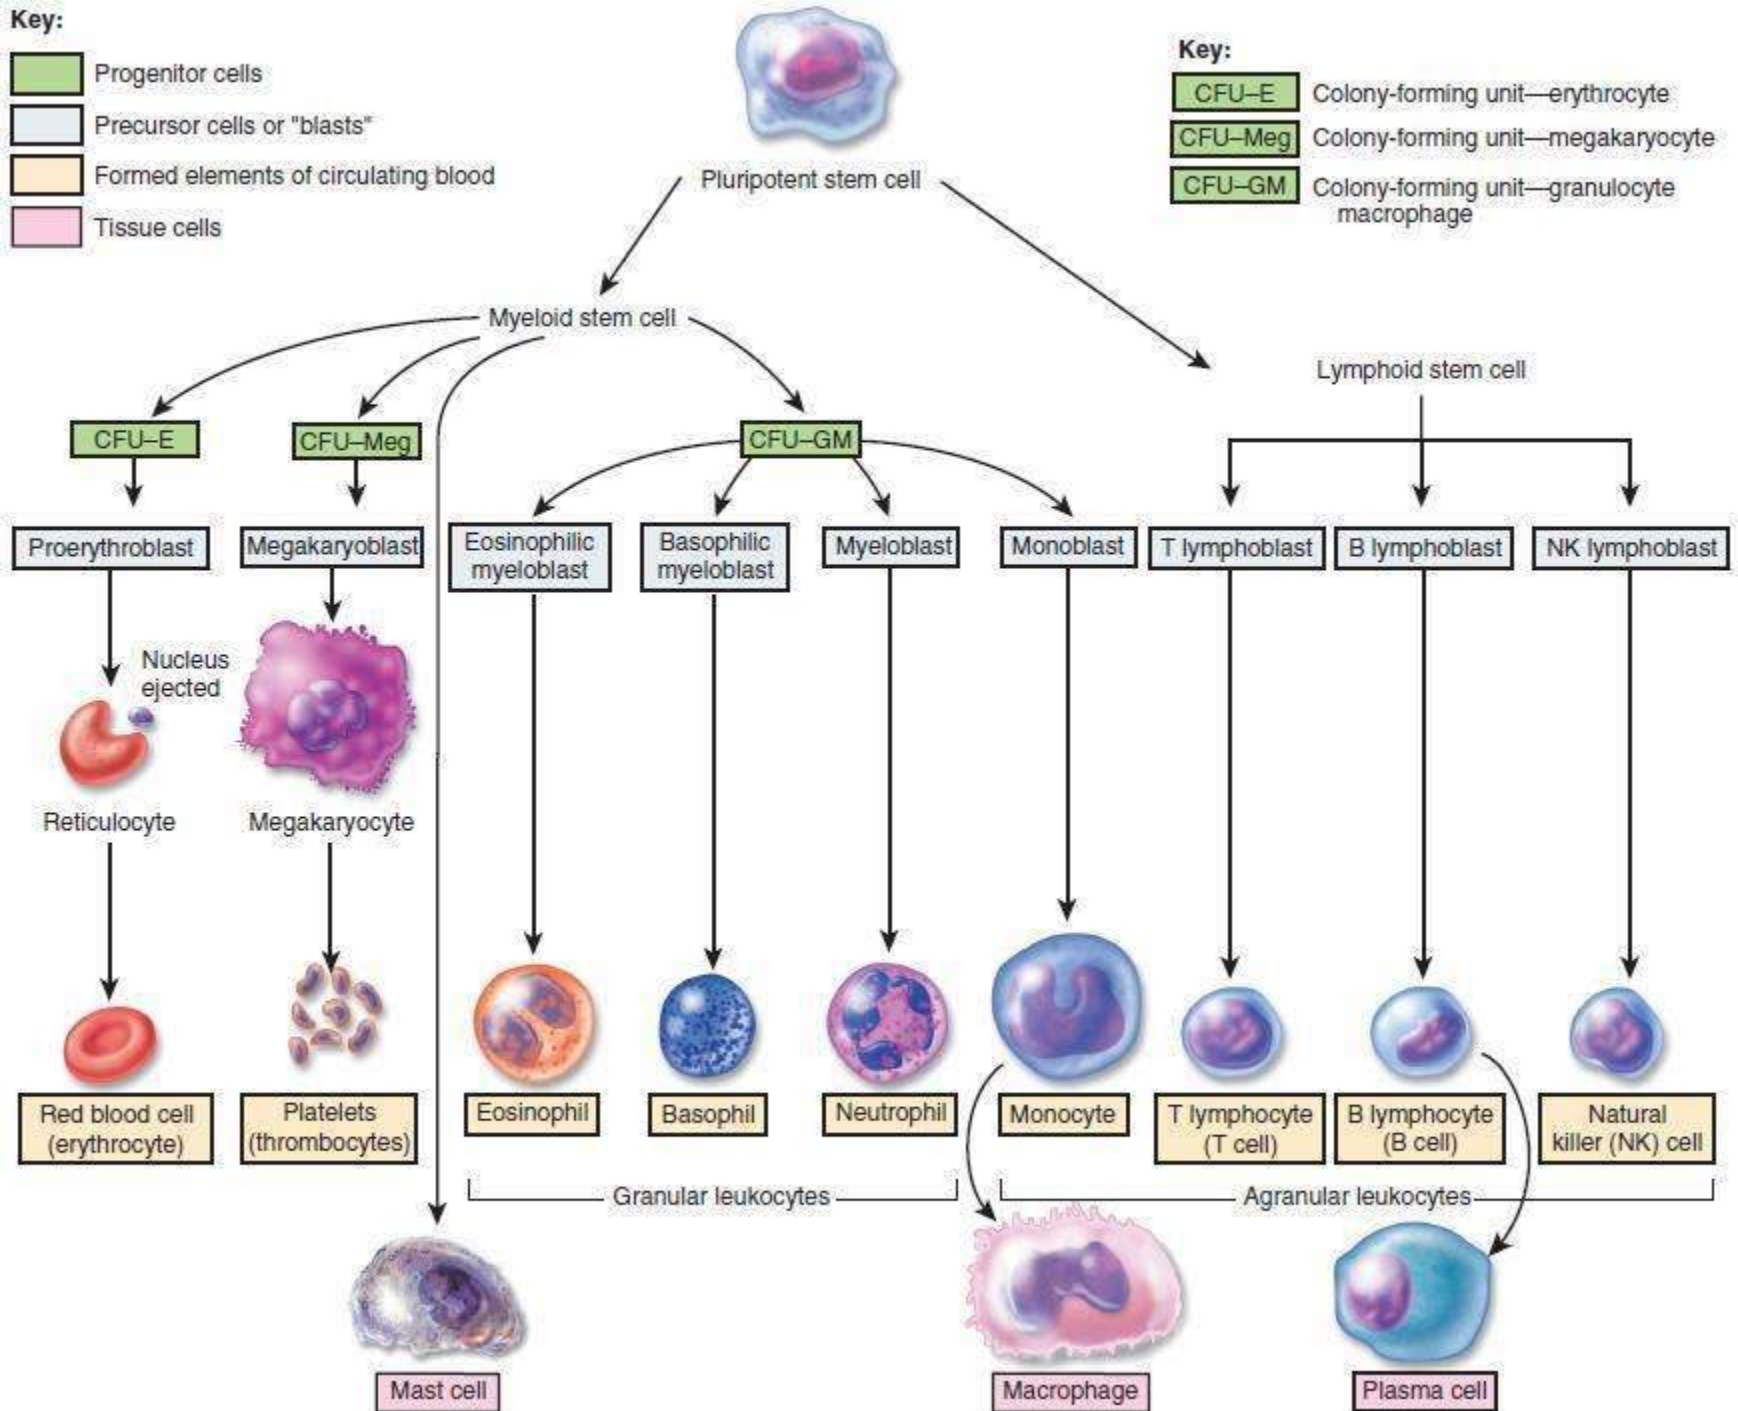 Key:
Progenitor cells
Precursor cells or "blasts"
Formed elements of circulating blood
Tissue cells
Key:
CFU–E Colony-forming unit—erythrocyte
CFU–Meg Colony-forming unit—megakaryocyte
CFU–GM Colony-forming unit—granulocyte
macrophage
Pluripotent stem cell
Myeloid stem cell
Lymphoid stem cell
CFU–E
CFU–Meg
CFU–GM
Proerythroblast
Megakaryoblast
Eosinophilic
myeloblast
Basophilic
myeloblast
Myeloblast
Monoblast
T lymphoblast
B lymphoblast
NK lymphoblast
Nucleus
ejected
Reticulocyte
Megakaryocyte
Red blood cell
(erythrocyte)
Platelets
(thrombocytes)
Eosinophil
Basophil
Neutrophil
Monocyte
T lymphocyte
(T cell)
B lymphocyte
(B cell)
Natural
killer (NK) cell
Granular leukocytes
Agranular leukocytes
Mast cell
Macrophage
Plasma cell